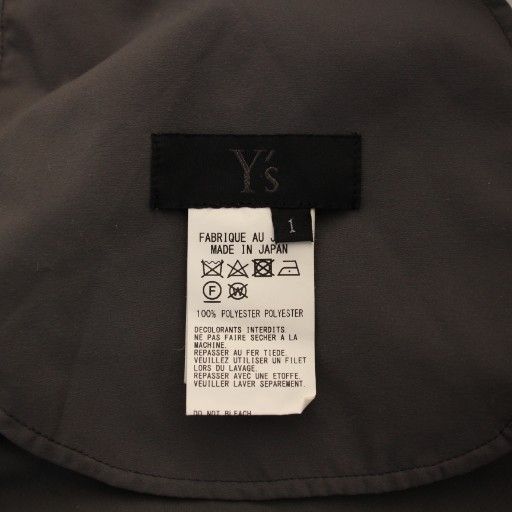 Y's
1
FABRIQUE AU
MADE IN JAPAN
F
W
100% POLYESTER POLYESTER
DECOLORANTS INTERDITS.
NE PAS FAIRE SECHER A LA
MACHINE.
REPASSER AU FER TIEDE.
VEUILLEZ UTILISER UN FILET
LORS DU LAVAGE.
REPASSER AVEC UNE ETOFFE.
VEUILLER LAVER SEPAREMENT.
DO NOT BLEACH